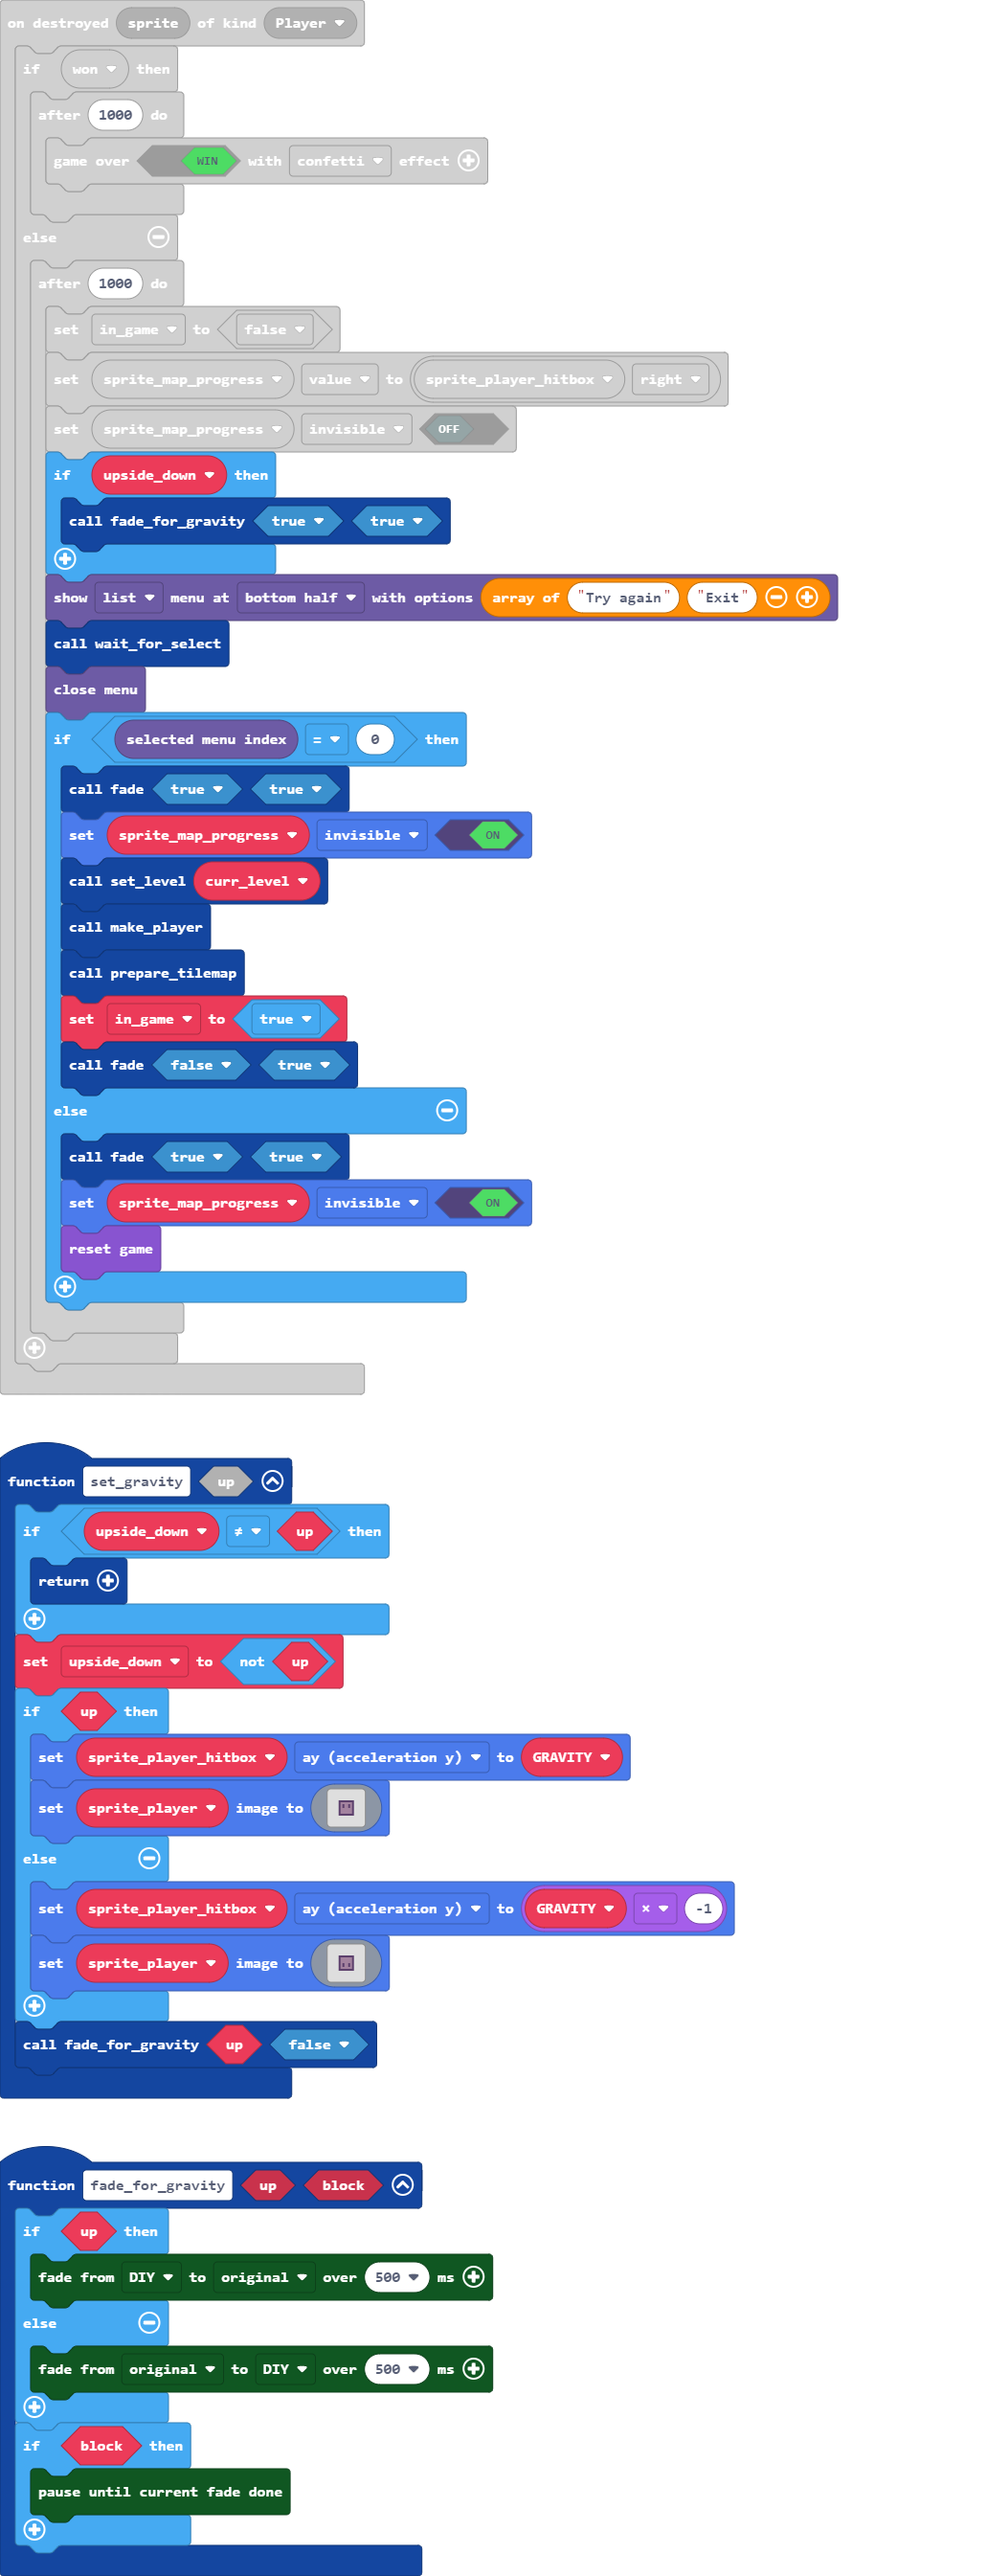 on destroyed sprite of kind Player
if won then
after 1000 do
game over WIN with confetti effect
else
after 1000 do
set in_game to false
set sprite_map_progress value to sprite_player_hitbox right
set sprite_map_progress invisible OFF
if upside_down then
call fade_for_gravity true true
show list menu at bottom half with options array of "Try again" "Exit"
call wait_for_select
close menu
if selected menu index = 0 then
call fade true true
set sprite_map_progress invisible ON
call set_level curr_level
call make_player
call prepare_tilemap
set in_game to true
call fade false true
else
call fade true true
set sprite_map_progress invisible ON
reset game
function set_gravity up
if upside_down ≠ up then
return
set upside_down to not up
if up then
set sprite_player_hitbox ay (acceleration y) to GRAVITY
set sprite_player image to
else
set sprite_player_hitbox ay (acceleration y) to GRAVITY × -1
set sprite_player image to
call fade_for_gravity up false
function fade_for_gravity up block
if up then
fade from DIY to original over 500 ms
else
fade from original to DIY over 500 ms
if block then
pause until current fade done